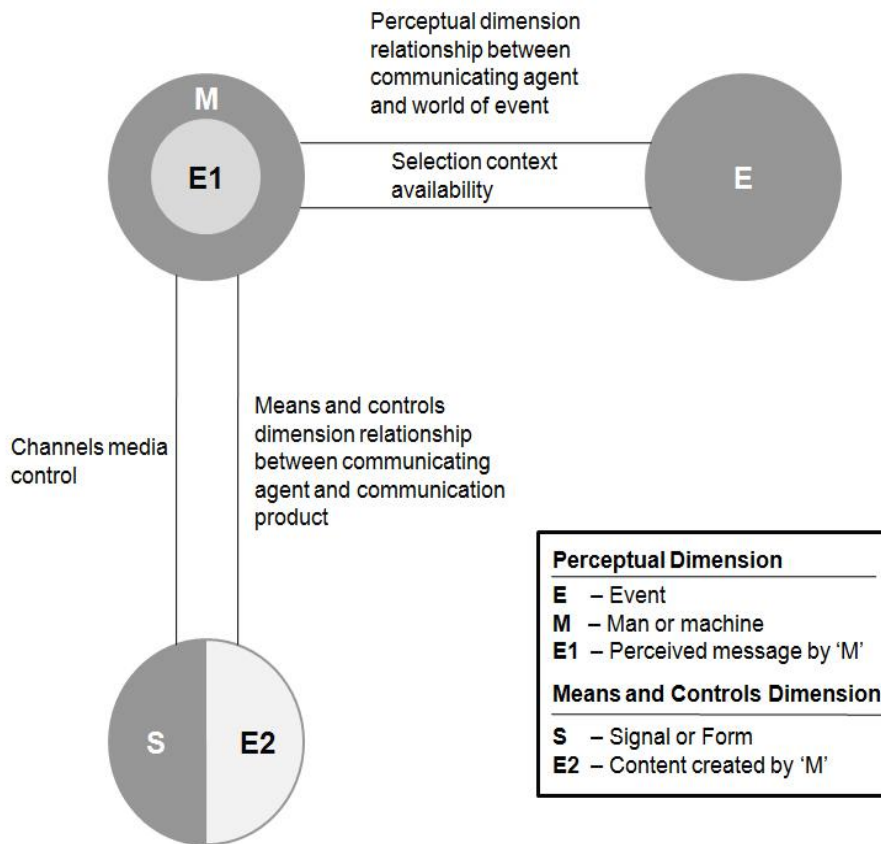 Perceptual dimension
relationship between
communicating agent
and world of event
M
E1
Selection context
availability
E
Channels media
control
Means and controls
dimension relationship
between communicating
agent and communication
product
S
E2
Perceptual Dimension
E – Event
M – Man or machine
E1 – Perceived message by ‘M’
Means and Controls Dimension
S – Signal or Form
E2 – Content created by ‘M’